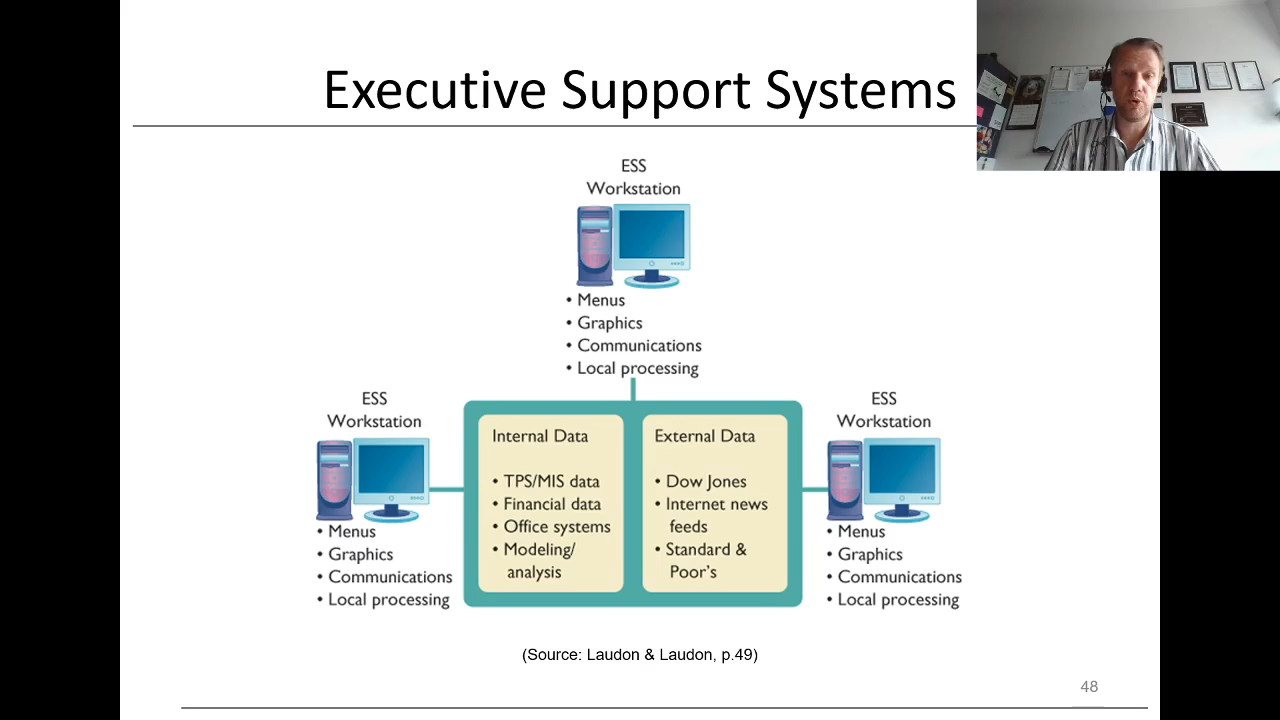 Executive Support Systems
ESS
Workstation
• Menus
• Graphics
• Communications
• Local processing
ESS
Workstation
• Menus
• Graphics
• Communications
• Local processing
Internal Data
• TPS/MIS data
• Financial data
• Office systems
• Modeling/
analysis
External Data
• Dow Jones
• Internet news
feeds
• Standard &
Poor's
ESS
Workstation
• Menus
• Graphics
• Communications
• Local processing
(Source: Laudon & Laudon, p.49)
48